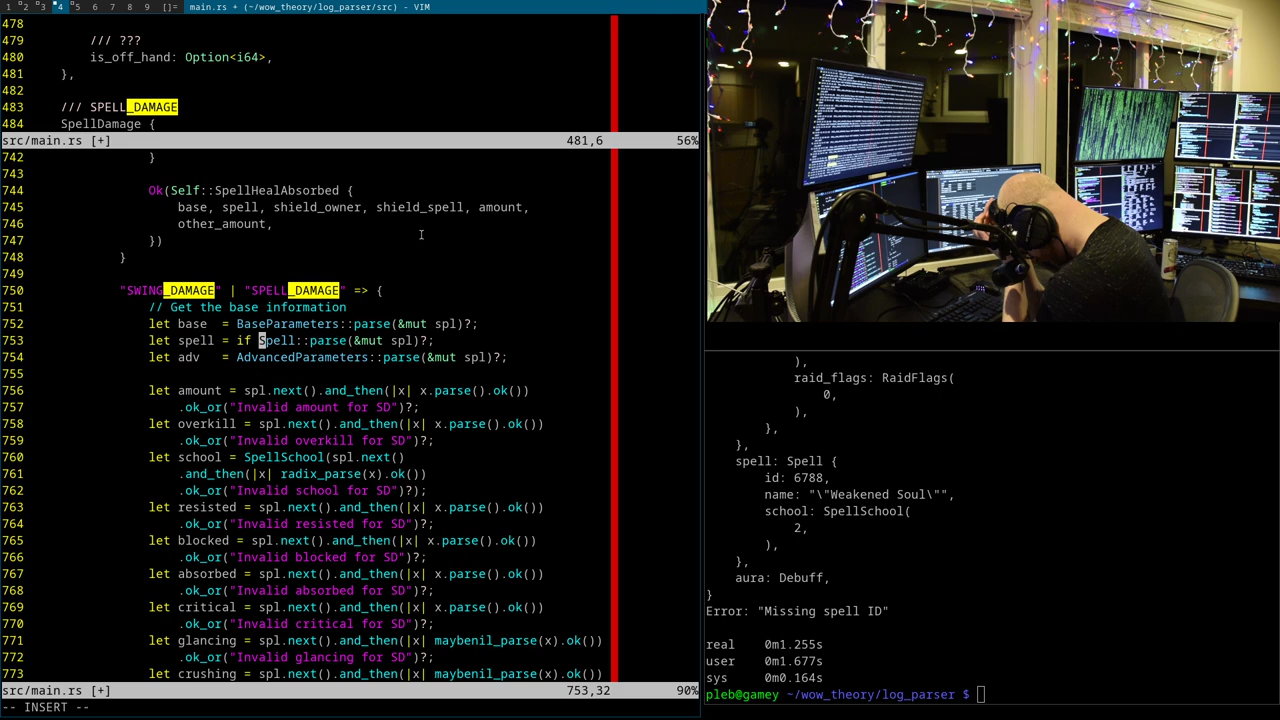 1 2 3 4 5 6 7 8 9 []= main.rs + (~/wow_theory/log_parser/src) - VIM
478
479         /// ???
480         is_off_hand: Option<i64>,
481     },
482
483     /// SPELL_DAMAGE
484     SpellDamage {
src/main.rs [+] 481,6 56%
742                 }
743
744                 Ok(Self::SpellHealAbsorbed {
745                     base, spell, shield_owner, shield_spell, amount,
746                     other_amount,
747                 })
748             }
749
750             "SWING_DAMAGE" | "SPELL_DAMAGE" => {
751                 // Get the base information
752                 let base  = BaseParameters::parse(&mut spl)?;
753                 let spell = if Spell::parse(&mut spl)?;
754                 let adv   = AdvancedParameters::parse(&mut spl)?;
755
756                 let amount = spl.next().and_then(|x| x.parse().ok())
757                     .ok_or("Invalid amount for SD")?;
758                 let overkill = spl.next().and_then(|x| x.parse().ok())
759                     .ok_or("Invalid overkill for SD")?;
760                 let school = SpellSchool(spl.next()
761                     .and_then(|x| radix_parse(x).ok())
762                     .ok_or("Invalid school for SD")?);
763                 let resisted = spl.next().and_then(|x| x.parse().ok())
764                     .ok_or("Invalid resisted for SD")?;
765                 let blocked = spl.next().and_then(|x| x.parse().ok())
766                     .ok_or("Invalid blocked for SD")?;
767                 let absorbed = spl.next().and_then(|x| x.parse().ok())
768                     .ok_or("Invalid absorbed for SD")?;
769                 let critical = spl.next().and_then(|x| x.parse().ok())
770                     .ok_or("Invalid critical for SD")?;
771                 let glancing = spl.next().and_then(|x| maybenil_parse(x).ok())
772                     .ok_or("Invalid glancing for SD")?;
773                 let crushing = spl.next().and_then(|x| maybenil_parse(x).ok())
src/main.rs [+] 753,32 90%
-- INSERT --
            ),
            raid_flags: RaidFlags(
                0,
            ),
        },
    },
    spell: Spell {
        id: 6788,
        name: "\"Weakened Soul\"",
        school: SpellSchool(
            2,
        ),
    },
    aura: Debuff,
}
Error: "Missing spell ID"
real    0m1.255s
user    0m1.677s
sys     0m0.164s
pleb@gamey ~/wow_theory/log_parser $